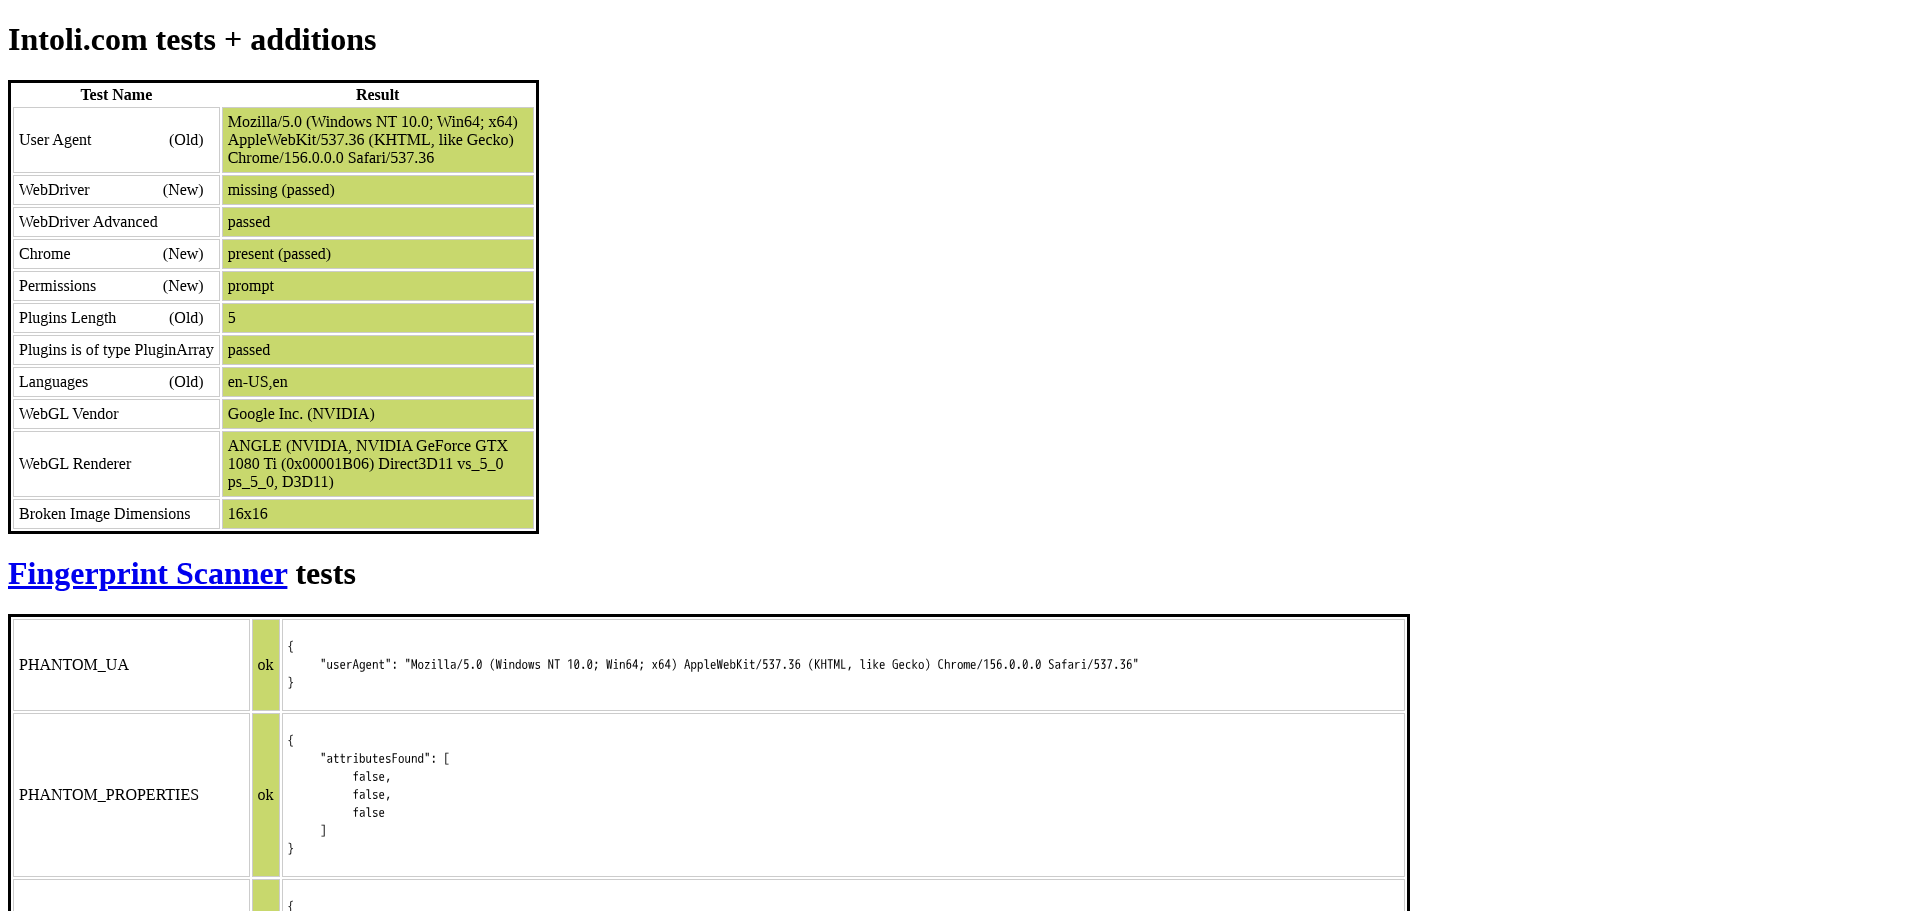 Intoli.com tests + additions
Test Name Result
User Agent (Old) Mozilla/5.0 (Windows NT 10.0; Win64; x64)
AppleWebKit/537.36 (KHTML, like Gecko)
Chrome/156.0.0.0 Safari/537.36
WebDriver (New) missing (passed)
WebDriver Advanced passed
Chrome (New) present (passed)
Permissions (New) prompt
Plugins Length (Old) 5
Plugins is of type PluginArray passed
Languages (Old) en-US,en
WebGL Vendor Google Inc. (NVIDIA)
WebGL Renderer ANGLE (NVIDIA, NVIDIA GeForce GTX
1080 Ti (0x00001B06) Direct3D11 vs_5_0
ps_5_0, D3D11)
Broken Image Dimensions 16x16
Fingerprint Scanner tests
PHANTOM_UA ok {
"userAgent": "Mozilla/5.0 (Windows NT 10.0; Win64; x64) AppleWebKit/537.36 (KHTML, like Gecko) Chrome/156.0.0.0 Safari/537.36"
}
PHANTOM_PROPERTIES ok {
"attributesFound": [
false,
false,
false
]
}
{